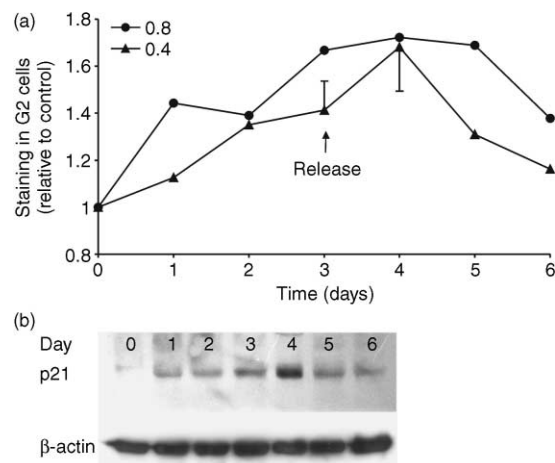 (a)
1.8
1.6
1.4
1.2
1
0.8
0.8
0.4
Staining in G2 cells
(relative to control)
Release
0 1 2 3 4 5 6
Time (days)
(b)
Day 0 1 2 3 4 5 6
p21
β-actin